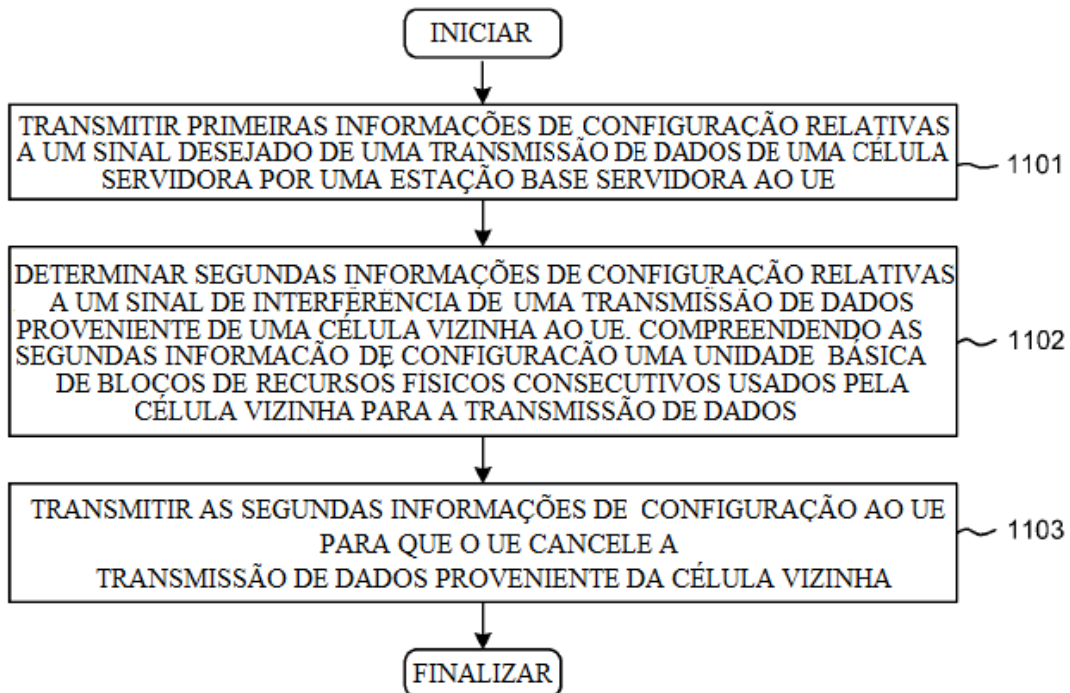 INICIAR
TRANSMITIR PRIMEIRAS INFORMAÇÕES DE CONFIGURAÇÃO RELATIVAS
A UM SINAL DESEJADO DE UMA TRANSMISSÃO DE DADOS DE UMA CÉLULA
SERVIDORA POR UMA ESTAÇÃO BASE SERVIDORA AO UE
1101
DETERMINAR SEGUNDAS INFORMAÇÕES DE CONFIGURAÇÃO RELATIVAS
A UM SINAL DE INTERFERÊNCIA DE UMA TRANSMISSÃO DE DADOS
PROVENIENTE DE UMA CÉLULA VIZINHA AO UE. COMPREENDENDO AS
SEGUNDAS INFORMACÃO DE CONFIGURACÃO UMA UNIDADE BÁSICA
DE BLOCOS DE RECURSOS FÍSICOS CONSECUTIVOS USADOS PELA
CÉLULA VIZINHA PARA A TRANSMISSÃO DE DADOS
1102
TRANSMITIR AS SEGUNDAS INFORMAÇÕES DE CONFIGURAÇÃO AO UE
PARA QUE O UE CANCELE A
TRANSMISSÃO DE DADOS PROVENIENTE DA CÉLULA VIZINHA
1103
FINALIZAR